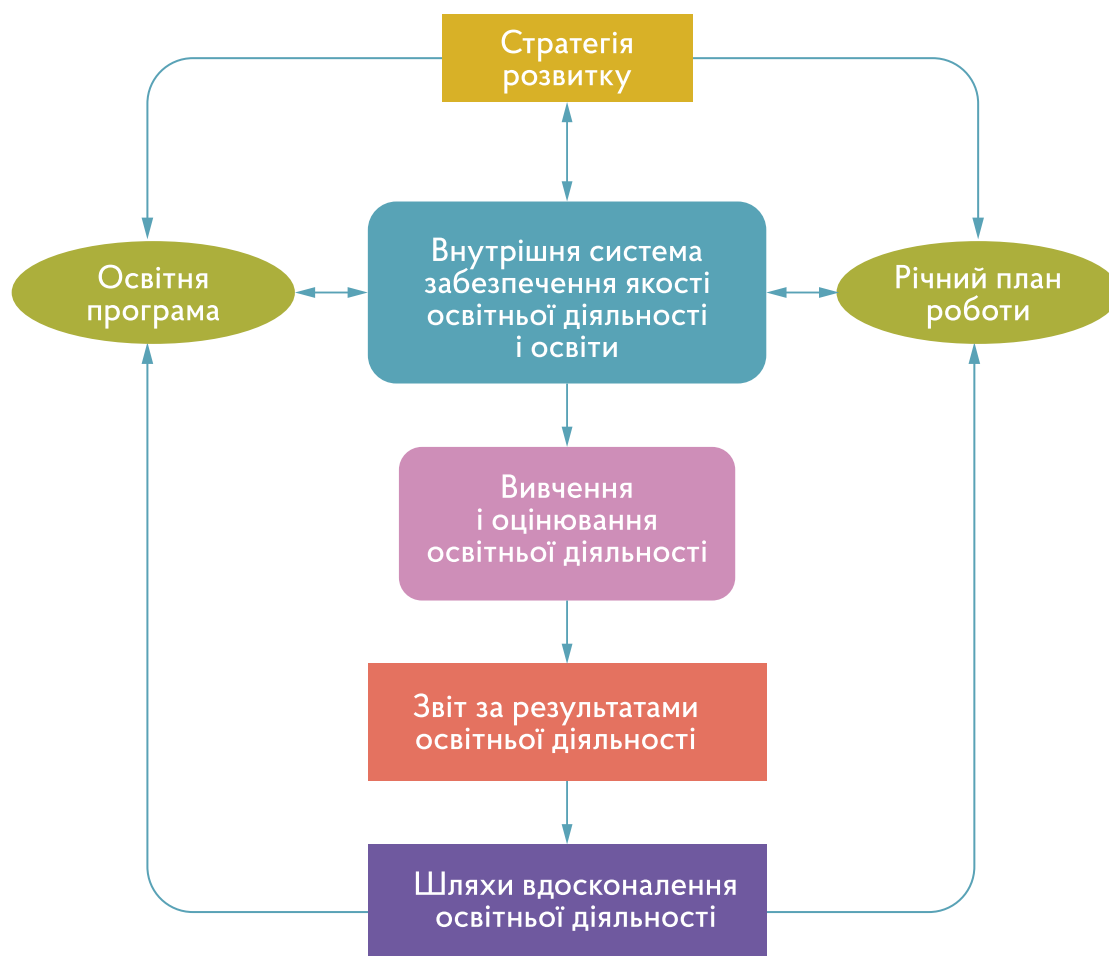 Стратегія
розвитку
Освітня
програма
Внутрішня система
забезпечення якості
освітньої діяльності
і освіти
Річний план
роботи
Вивчення
і оцінювання
освітньої діяльності
Звіт за результатами
освітньої діяльності
Шляхи вдосконалення
освітньої діяльності